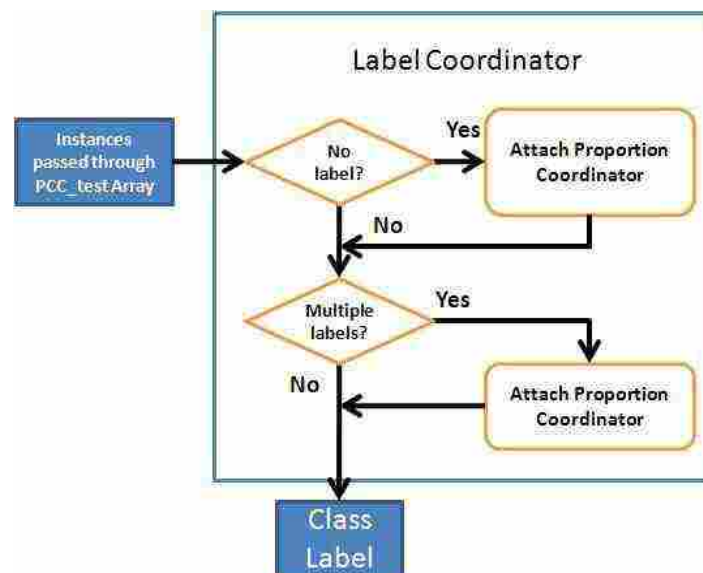 Label Coordinator
Instances
passed through
PCC_test Array
No
label?
Yes
Attach Proportion
Coordinator
No
Multiple
labels?
Yes
Attach Proportion
Coordinator
No
Class
Label